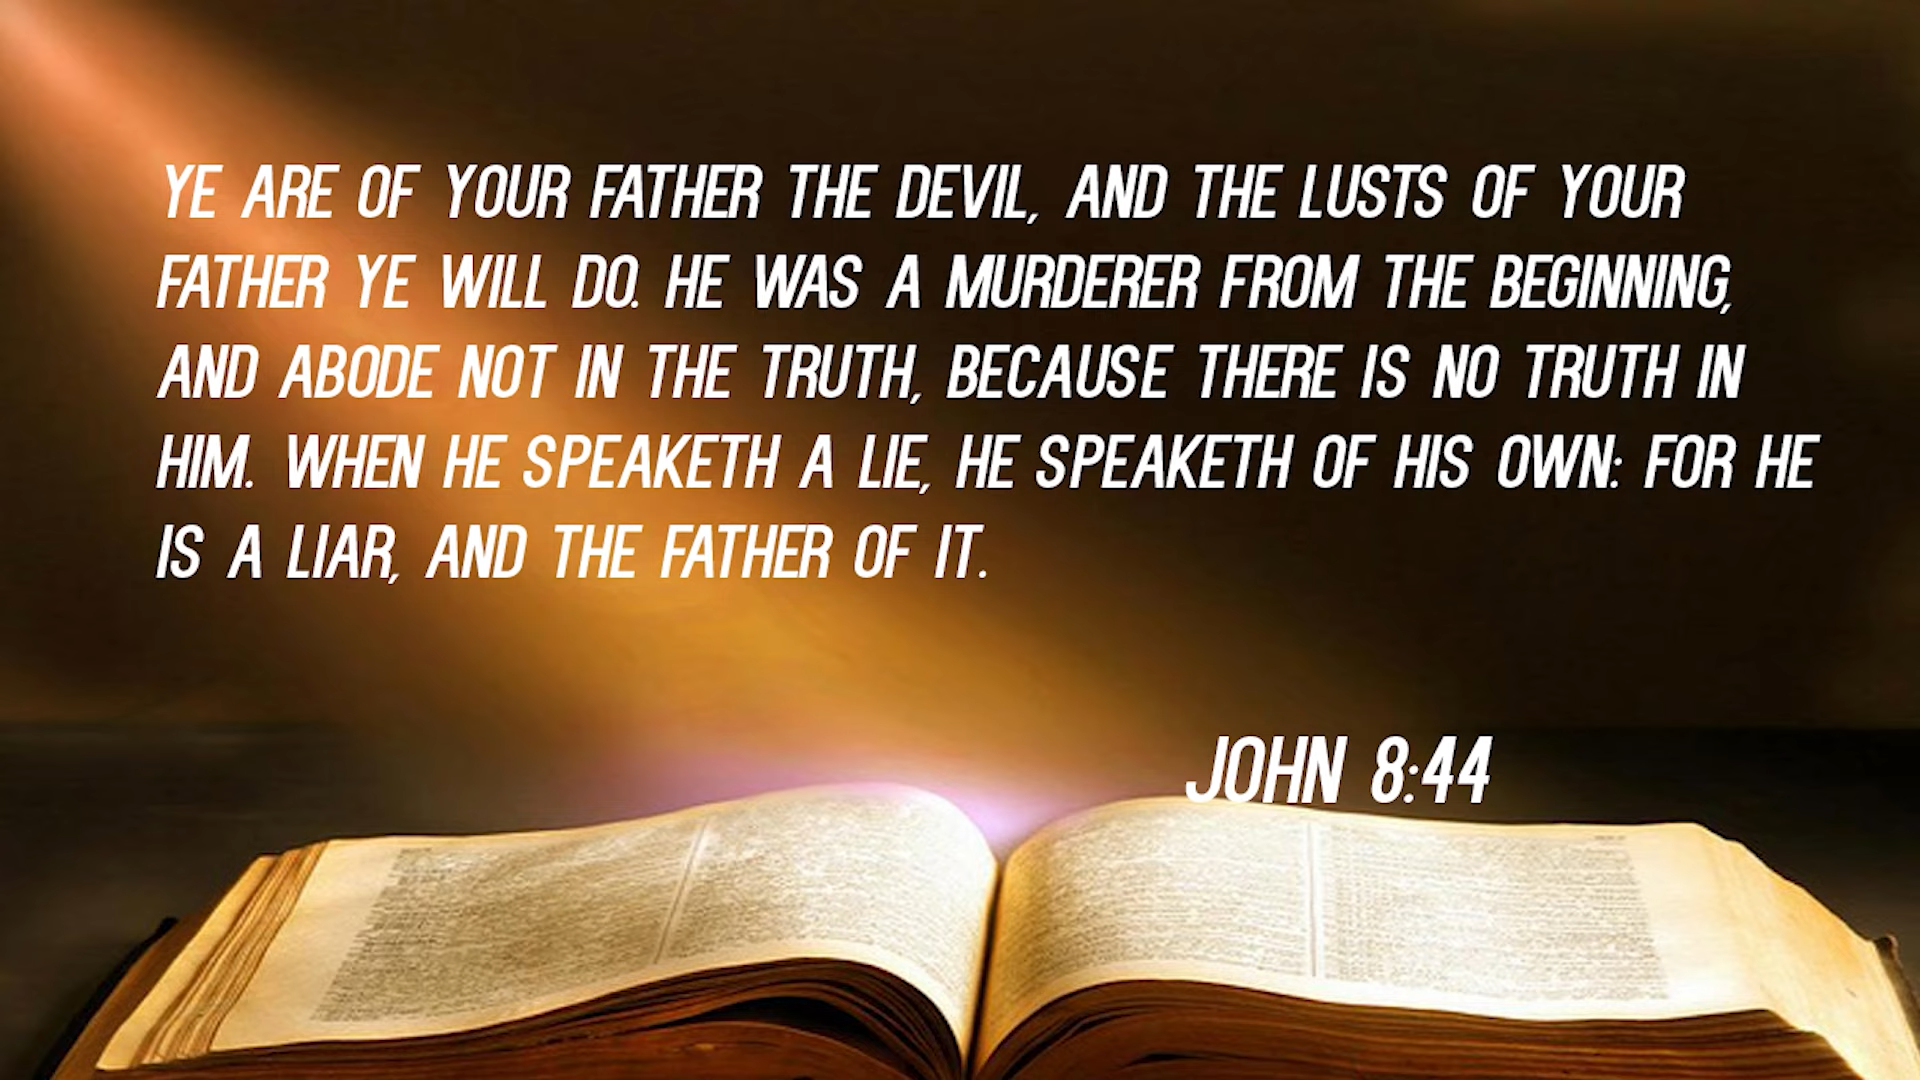 YE ARE OF YOUR FATHER THE DEVIL, AND THE LUSTS OF YOUR
FATHER YE WILL DO. HE WAS A MURDERER FROM THE BEGINNING,
AND ABODE NOT IN THE TRUTH, BECAUSE THERE IS NO TRUTH IN
HIM. WHEN HE SPEAKETH A LIE, HE SPEAKETH OF HIS OWN: FOR HE
IS A LIAR, AND THE FATHER OF IT.
JOHN 8:44